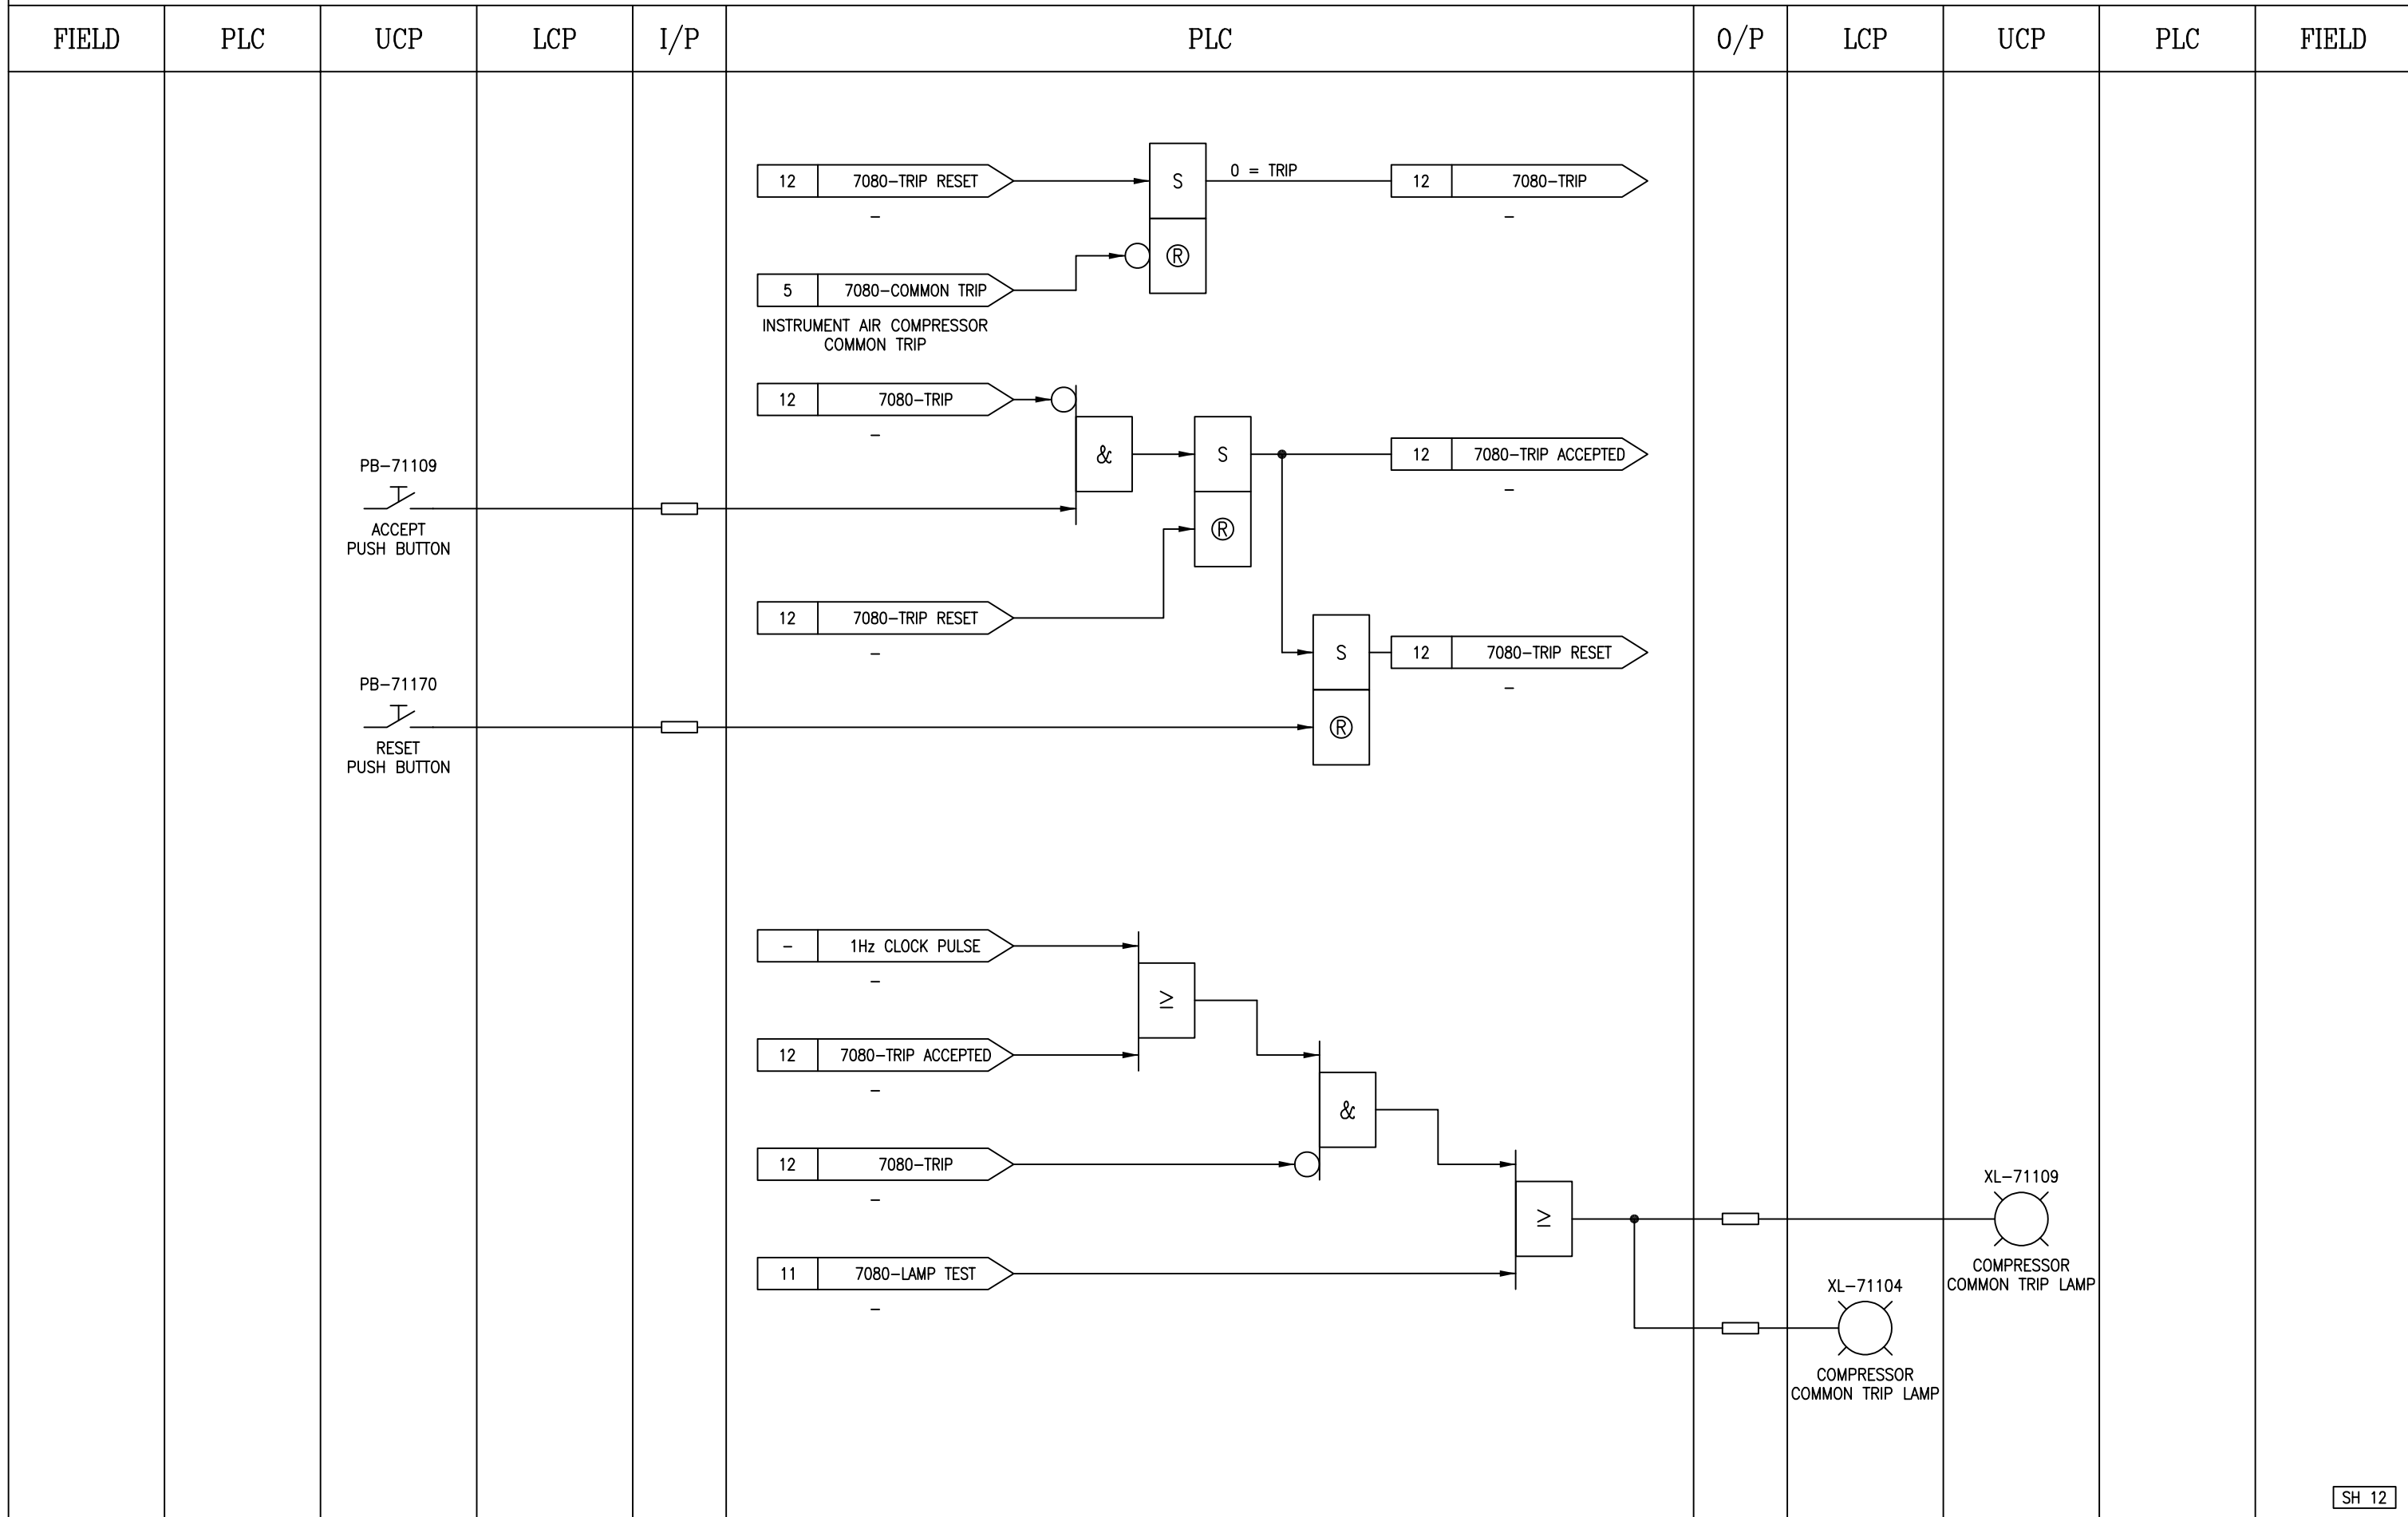 FIELD
PLC
UCP
LCP
I/P
PLC
O/P
LCP
UCP
PLC
FIELD
12 7080-TRIP RESET
-
S
Ⓡ
0 = TRIP
12 7080-TRIP
-
5 7080-COMMON TRIP
INSTRUMENT AIR COMPRESSOR
COMMON TRIP
12 7080-TRIP
-
PB-71109
ACCEPT
PUSH BUTTON
&
S
Ⓡ
12 7080-TRIP ACCEPTED
-
12 7080-TRIP RESET
-
S
Ⓡ
12 7080-TRIP RESET
-
PB-71170
RESET
PUSH BUTTON
- 1Hz CLOCK PULSE
-
≥
12 7080-TRIP ACCEPTED
-
&
12 7080-TRIP
-
≥
11 7080-LAMP TEST
-
XL-71109
COMPRESSOR
COMMON TRIP LAMP
XL-71104
COMPRESSOR
COMMON TRIP LAMP
SH 12